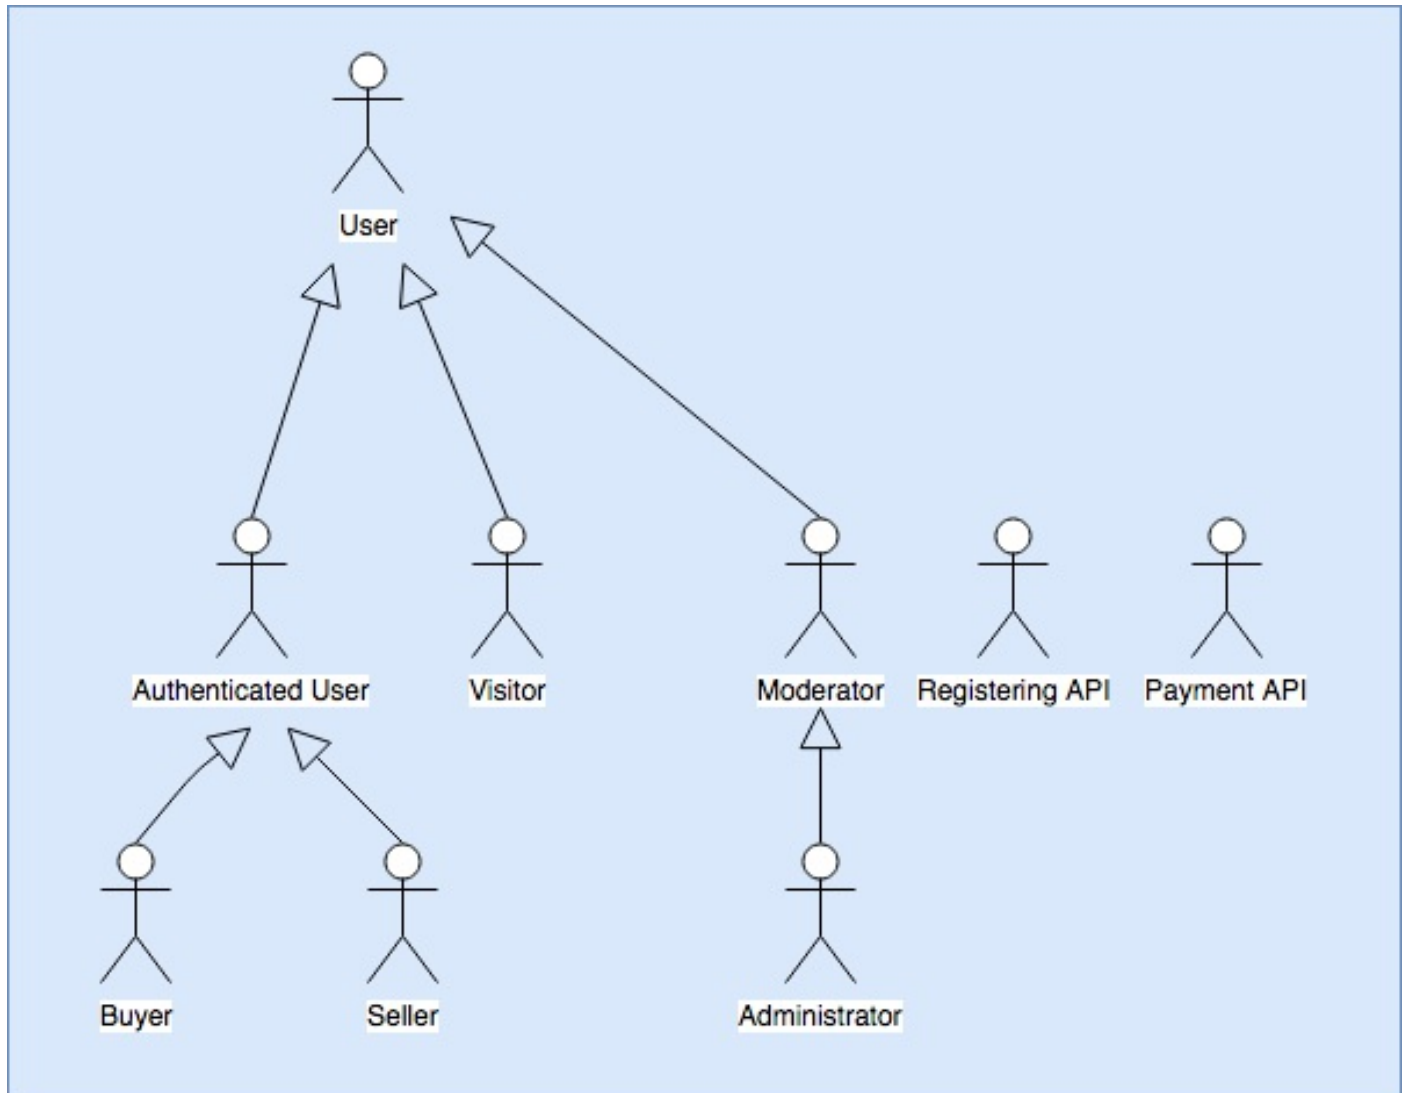 User
Authenticated User
Visitor
Moderator
Registering API
Payment API
Buyer
Seller
Administrator